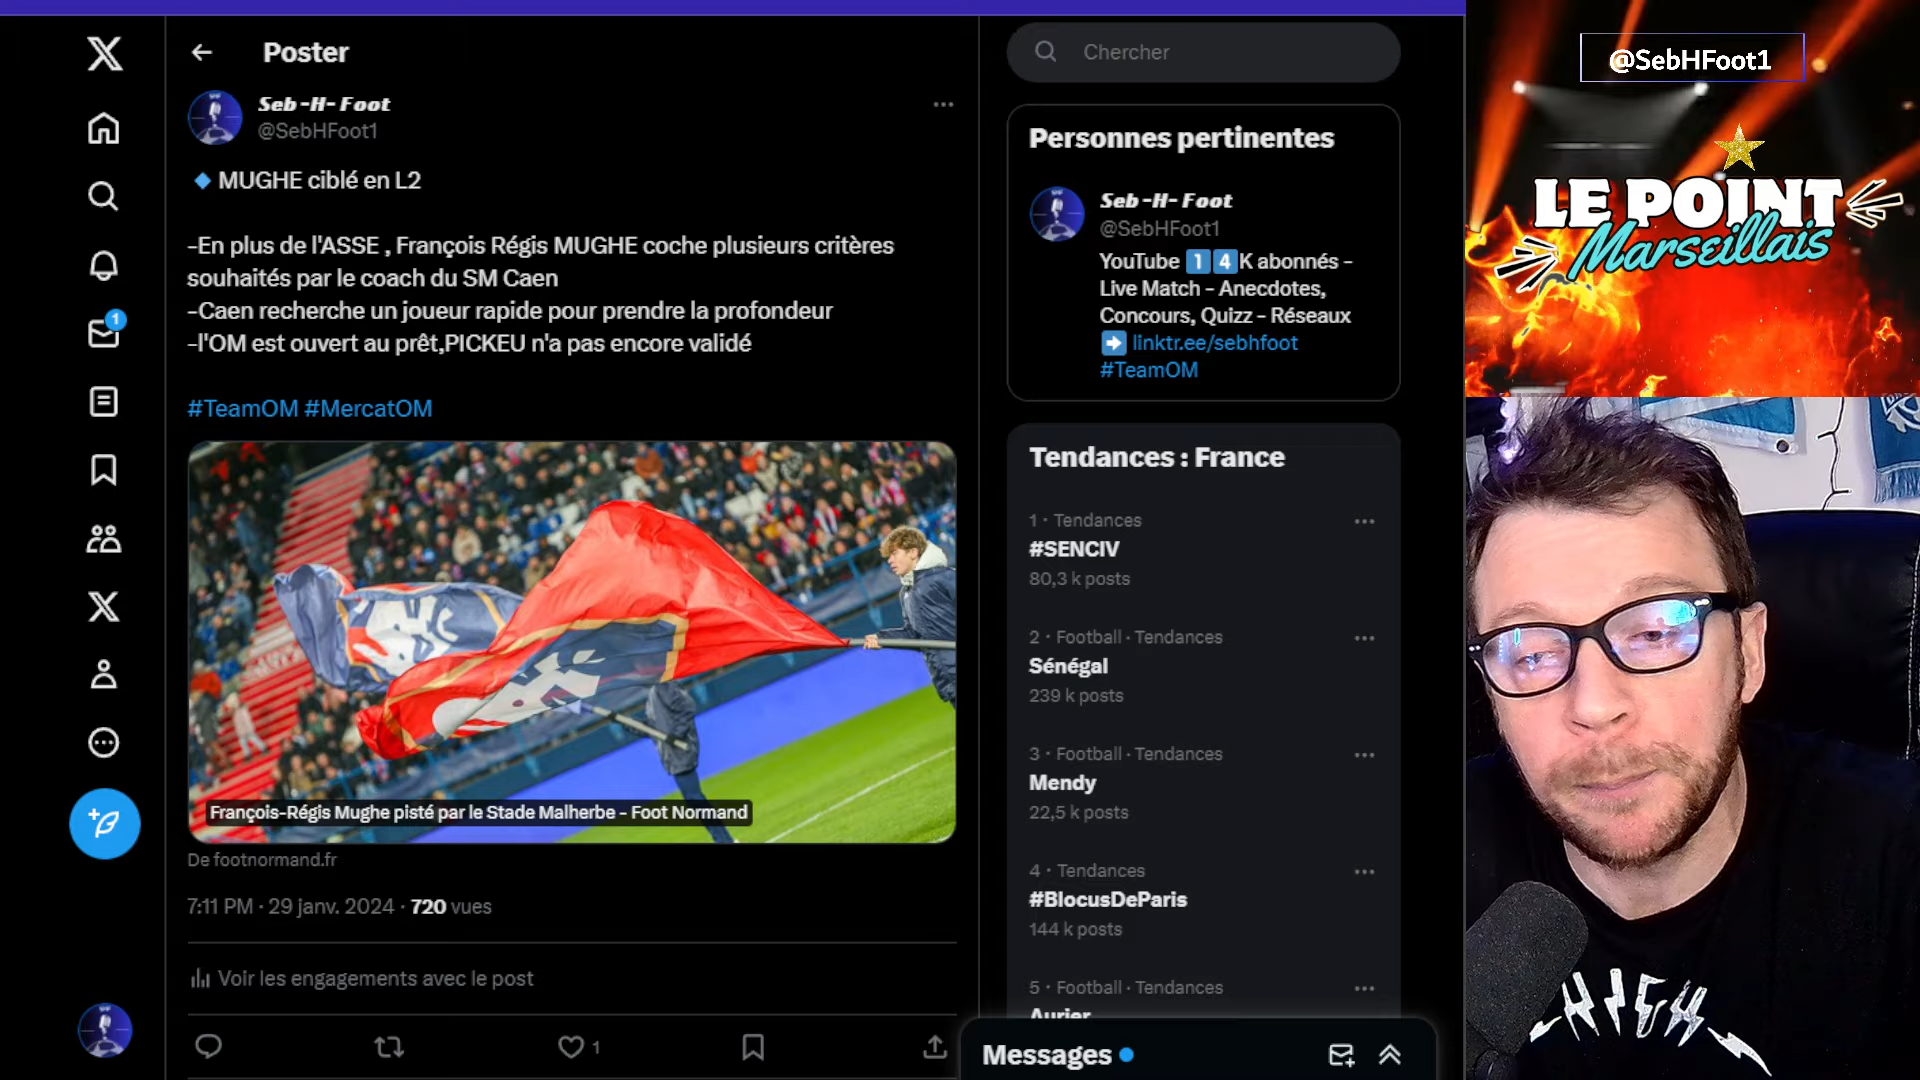 Poster
Seb-H-Foot
@SebHFoot1
MUGHE ciblé en L2
-En plus de l'ASSE , François Régis MUGHE coche plusieurs critères
souhaités par le coach du SM Caen
-Caen recherche un joueur rapide pour prendre la profondeur
-l'OM est ouvert au prêt,PICKEU n'a pas encore validé
#TeamOM #MercatOM
François-Régis Mughe pisté par le Stade Malherbe - Foot Normand
De footnormand.fr
7:11 PM · 29 janv. 2024 · 720 vues
Voir les engagements avec le post
1
1
Chercher
Personnes pertinentes
Seb-H-Foot
@SebHFoot1
YouTube 1 4 K abonnés -
Live Match - Anecdotes,
Concours, Quizz - Réseaux
linktr.ee/sebhfoot
#TeamOM
Tendances : France
1 · Tendances
#SENCIV
80,3 k posts
2 · Football · Tendances
Sénégal
239 k posts
3 · Football · Tendances
Mendy
22,5 k posts
4 · Tendances
#BlocusDeParis
144 k posts
5 · Football · Tendances
Aurier
Messages
@SebHFoot1
LE POINT
Marseillais
HIGH